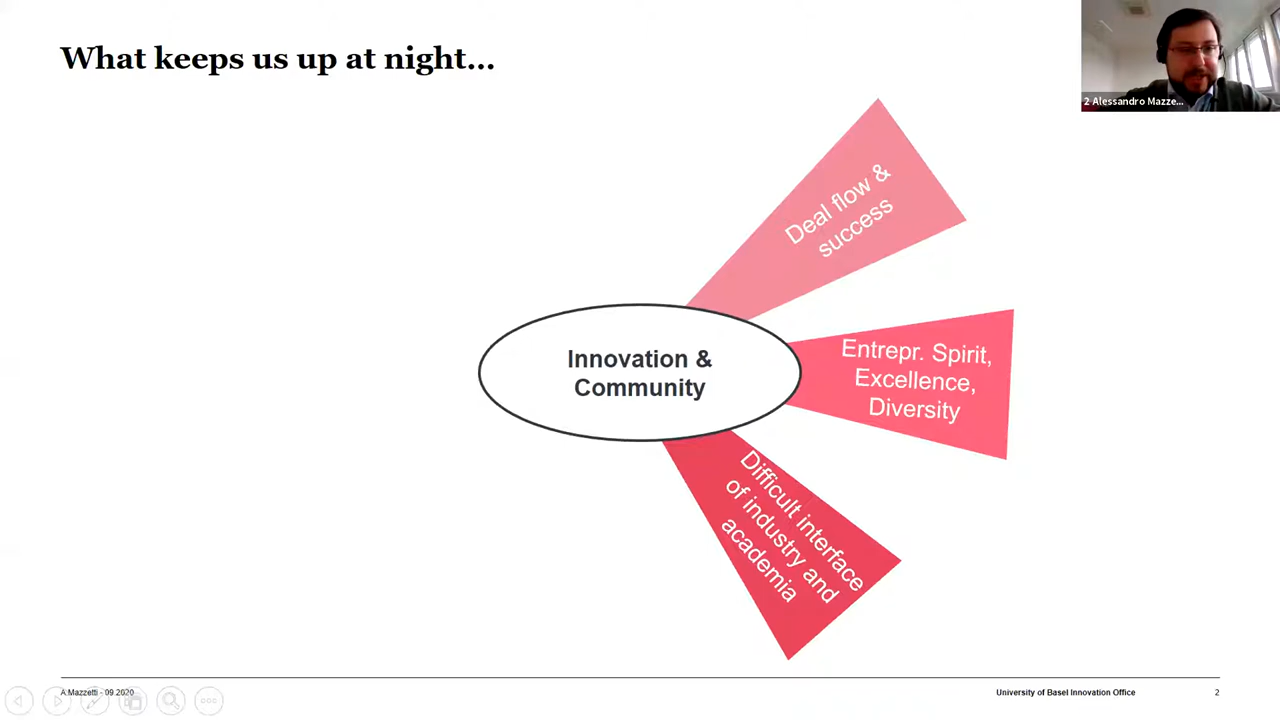 What keeps us up at night...
2 Alessandro Mazze...
Deal flow &
success
Innovation &
Community
Entrepr. Spirit,
Excellence,
Diversity
Difficult interface
of industry and
academia
A.Mazzetti - 09.2020
University of Basel Innovation Office
2